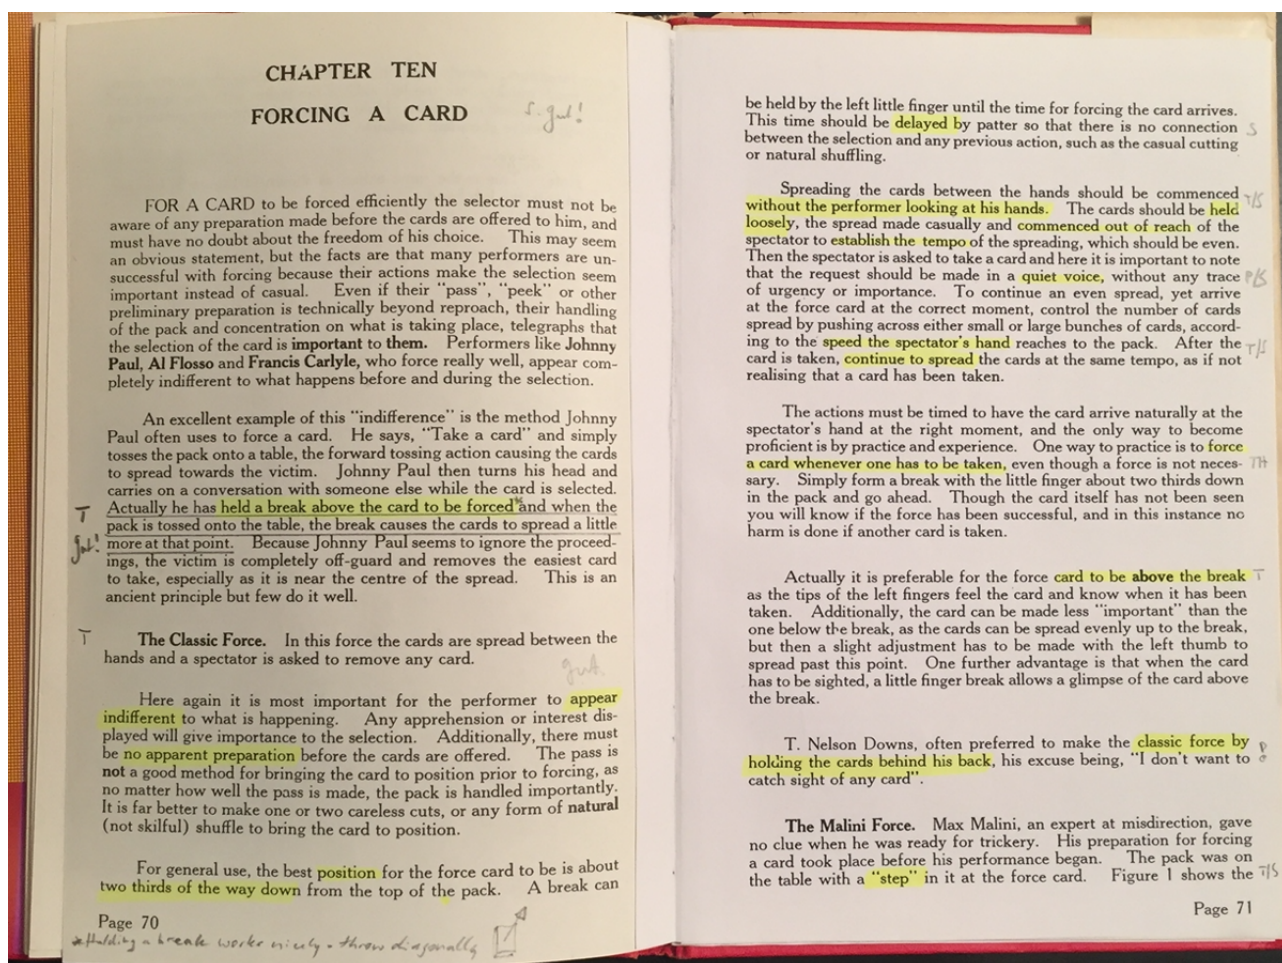 CHAPTER TEN
FORCING A CARD
s. gut!
FOR A CARD to be forced efficiently the selector must not be
aware of any preparation made before the cards are offered to him, and
must have no doubt about the freedom of his choice. This may seem
an obvious statement, but the facts are that many performers are un-
successful with forcing because their actions make the selection seem
important instead of casual. Even if their "pass", "peek" or other
preliminary preparation is technically beyond reproach, their handling
of the pack and concentration on what is taking place, telegraphs that
the selection of the card is important to them. Performers like Johnny
Paul, Al Flosso and Francis Carlyle, who force really well, appear com-
pletely indifferent to what happens before and during the selection.
An excellent example of this "indifference" is the method Johnny
Paul often uses to force a card. He says, "Take a card" and simply
tosses the pack onto a table, the forward tossing action causing the cards
to spread towards the victim. Johnny Paul then turns his head and
carries on a conversation with someone else while the card is selected.
T Actually he has held a break above the card to be forced* and when the
pack is tossed onto the table, the break causes the cards to spread a little
gut! more at that point. Because Johnny Paul seems to ignore the proceed-
ings, the victim is completely off-guard and removes the easiest card
to take, especially as it is near the centre of the spread. This is an
ancient principle but few do it well.
T The Classic Force. In this force the cards are spread between the
hands and a spectator is asked to remove any card.
gut.
Here again it is most important for the performer to appear
indifferent to what is happening. Any apprehension or interest dis-
played will give importance to the selection. Additionally, there must
be no apparent preparation before the cards are offered. The pass is
not a good method for bringing the card to position prior to forcing, as
no matter how well the pass is made, the pack is handled importantly.
It is far better to make one or two careless cuts, or any form of natural
(not skilful) shuffle to bring the card to position.
For general use, the best position for the force card to be is about
two thirds of the way down from the top of the pack. A break can
Page 70
* Holding a break works nicely - throw diagonally
be held by the left little finger until the time for forcing the card arrives.
This time should be delayed by patter so that there is no connection S
between the selection and any previous action, such as the casual cutting
or natural shuffling.
Spreading the cards between the hands should be commenced T/S
without the performer looking at his hands. The cards should be held
loosely, the spread made casually and commenced out of reach of the
spectator to establish the tempo of the spreading, which should be even.
Then the spectator is asked to take a card and here it is important to note
that the request should be made in a quiet voice, without any trace P/S
of urgency or importance. To continue an even spread, yet arrive
at the force card at the correct moment, control the number of cards
spread by pushing across either small or large bunches of cards, accord-
ing to the speed the spectator's hand reaches to the pack. After the T/S
card is taken, continue to spread the cards at the same tempo, as if not
realising that a card has been taken.
The actions must be timed to have the card arrive naturally at the
spectator's hand at the right moment, and the only way to become
proficient is by practice and experience. One way to practice is to force
a card whenever one has to be taken, even though a force is not neces- TH
sary. Simply form a break with the little finger about two thirds down
in the pack and go ahead. Though the card itself has not been seen
you will know if the force has been successful, and in this instance no
harm is done if another card is taken.
Actually it is preferable for the force card to be above the break T
as the tips of the left fingers feel the card and know when it has been
taken. Additionally, the card can be made less "important" than the
one below the break, as the cards can be spread evenly up to the break,
but then a slight adjustment has to be made with the left thumb to
spread past this point. One further advantage is that when the card
has to be sighted, a little finger break allows a glimpse of the card above
the break.
T. Nelson Downs, often preferred to make the classic force by
holding the cards behind his back, his excuse being, "I don't want to
catch sight of any card".
The Malini Force. Max Malini, an expert at misdirection, gave
no clue when he was ready for trickery. His preparation for forcing
a card took place before his performance began. The pack was on
the table with a "step" in it at the force card. Figure 1 shows the T/S
Page 71